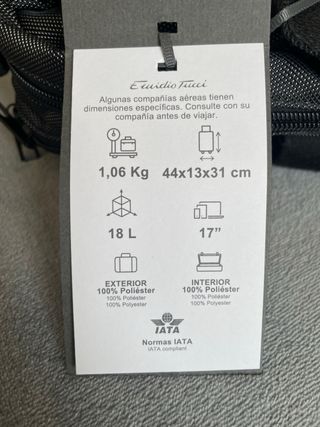 Emidio Tucci
Algunas compañías aéreas tienen
dimensiones específicas. Consulte con su
compañía antes de viajar.
1,06 Kg
44x13x31 cm
18 L
17”
EXTERIOR
100% Poliéster
100% Poliéster
100% Polyester
INTERIOR
100% Poliéster
100% Poliéster
100% Polyester
IATA
Normas IATA
IATA compliant